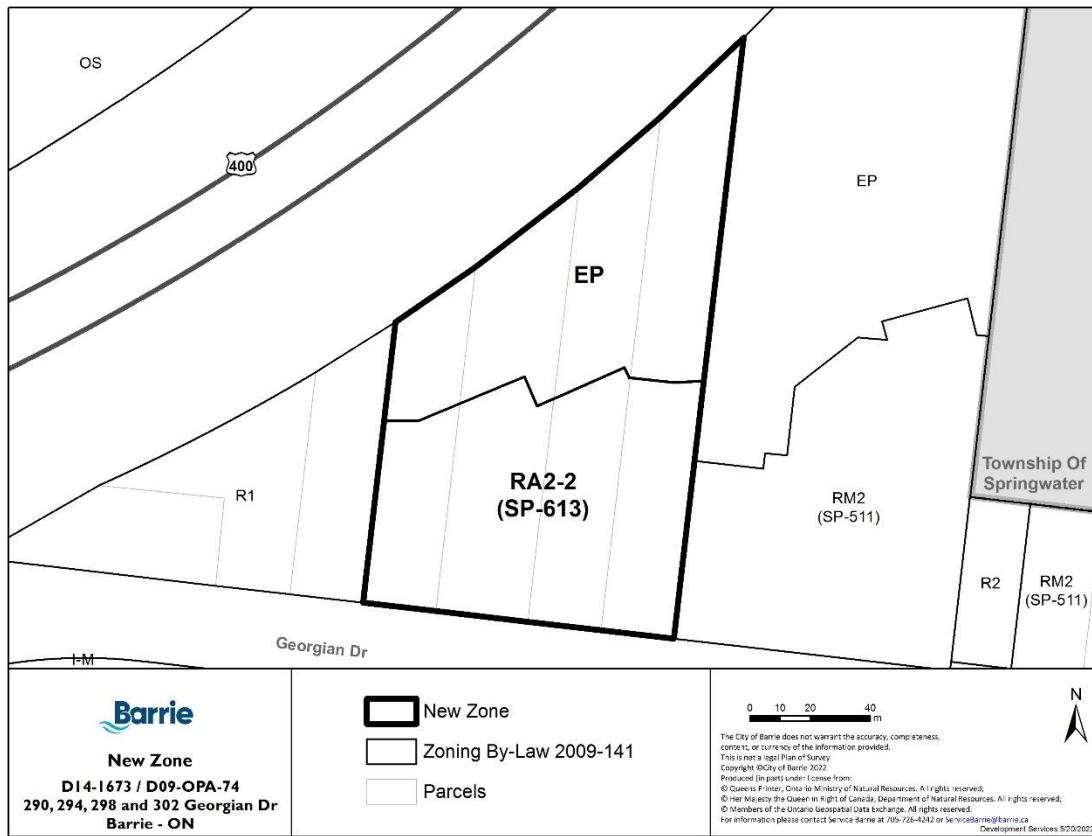 OS
400
EP
EP
RA2-2
(SP-613)
R1
RM2
(SP-511)
Township Of
Springwater
R2
RM2
(SP-511)
Georgian Dr
I-M
Barrie
New Zone
D14-1673 / D09-OPA-74
290, 294, 298 and 302 Georgian Dr
Barrie - ON
New Zone
Zoning By-Law 2009-141
Parcels
0 10 20 40
m
N
The City of Barrie does not warrant the accuracy, completeness,
content, or currency of the information provided.
This is not a legal Plan of Survey
Copyright ©City of Barrie 2022
Produced (in part) under license from:
© Queens Printer, Ontario Ministry of Natural Resources. All rights reserved;
© Her Majesty the Queen in Right of Canada, Department of Natural Resources. All rights reserved;
© Members of the Ontario Geospatial Data Exchange. All rights reserved.
For information please contact Service Barrie at 705-726-4242 or ServiceBarrie@barrie.ca
Development Services 5/20/2022